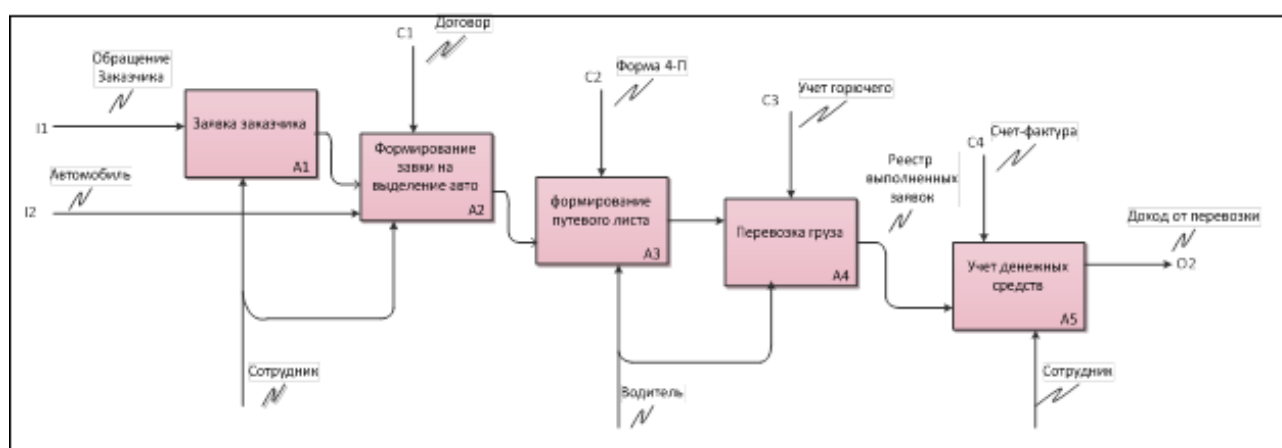 Обращение
Заказчика
I1
Заявка заказчика
A1
Автомобиль
I2
C1
Договор
Формирование
завки на
выделение авто
A2
Сотрудник
C2
Форма 4-П
формирование
путевого листа
A3
Водитель
C3
Учет горючего
Перевозка груза
A4
Реестр
выполненных
заявок
C4
Счет-фактура
Учет денежных
средств
A5
Сотрудник
Доход от перевозки
O2